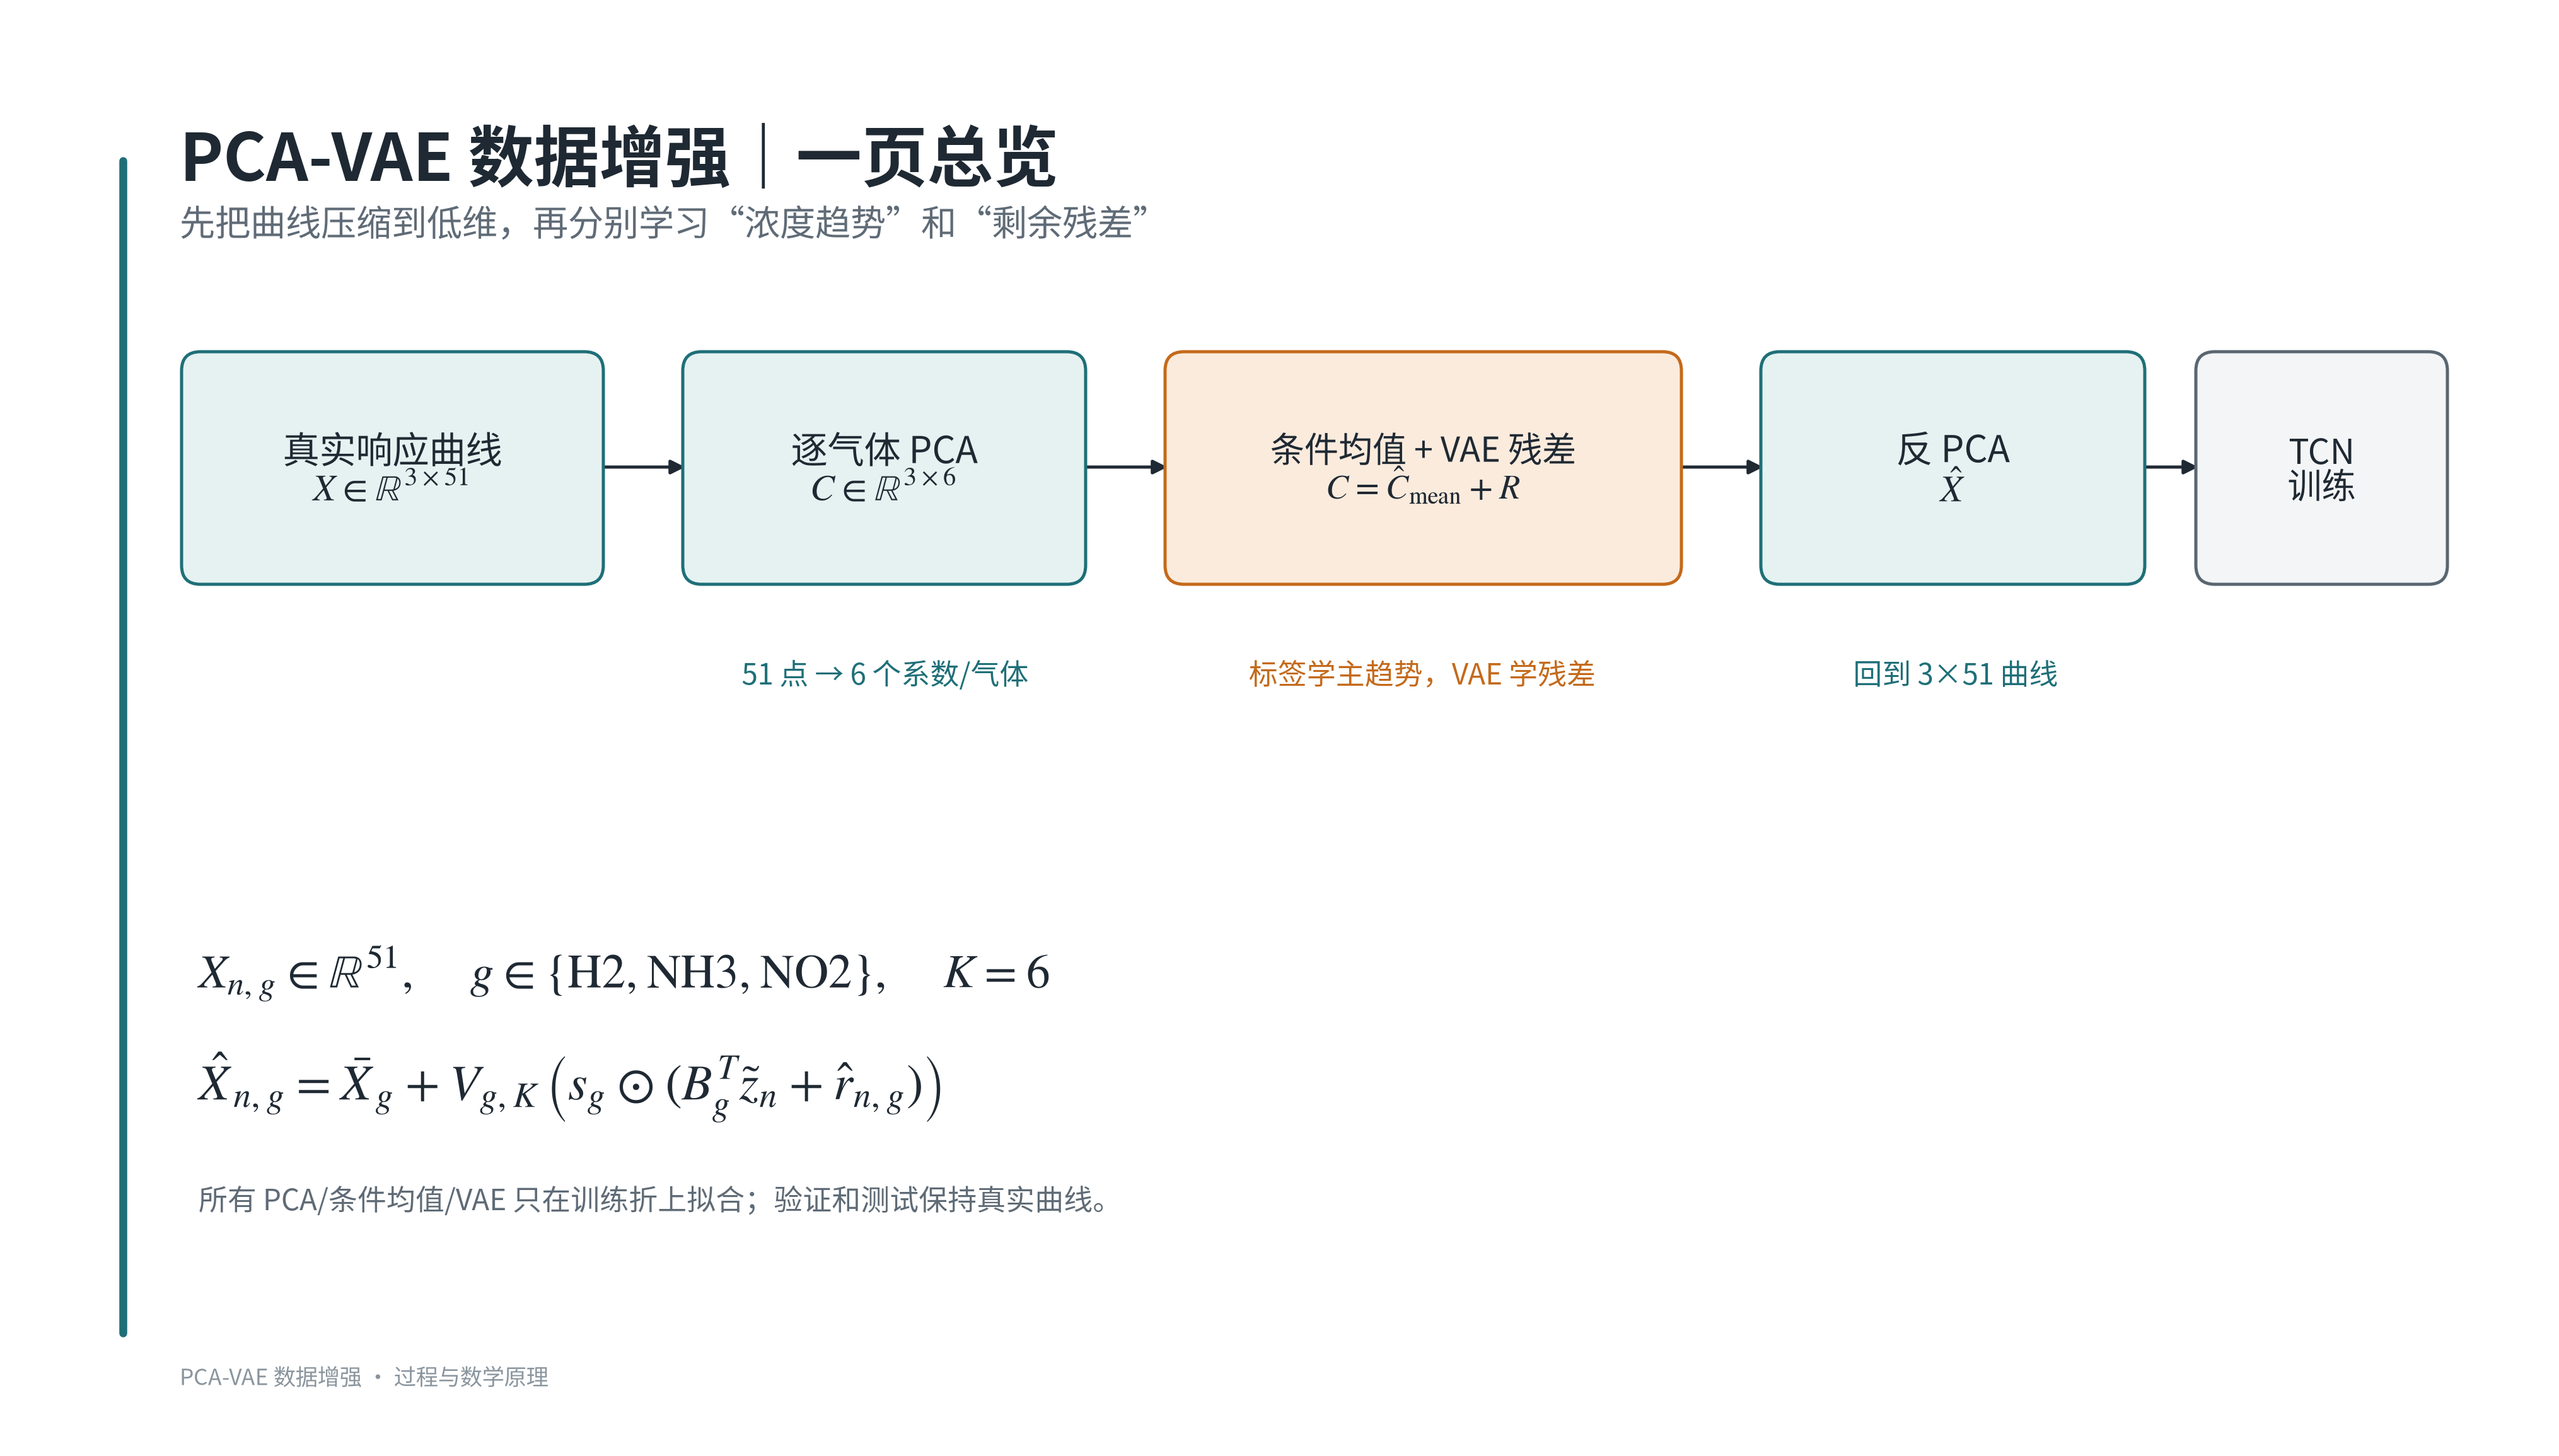 PCA-VAE 数据增强｜一页总览
先把曲线压缩到低维，再分别学习“浓度趋势”和“剩余残差”
真实响应曲线
X ∈ ℝ^{3×51}
逐气体 PCA
C ∈ ℝ^{3×6}
条件均值 + VAE 残差
C = Ĉ_{mean} + R
反 PCA
X̂
TCN
训练
51 点 → 6 个系数/气体
标签学主趋势，VAE 学残差
回到 3×51 曲线
X_{n, g} ∈ ℝ^{51}, g ∈ {H2, NH3, NO2}, K = 6
X̂_{n, g} = X̄_g + V_{g, K} (s_g ⊙ (B_g^T z̃_n + r̂_{n, g}))
所有 PCA/条件均值/VAE 只在训练折上拟合；验证和测试保持真实曲线。
PCA-VAE 数据增强 · 过程与数学原理